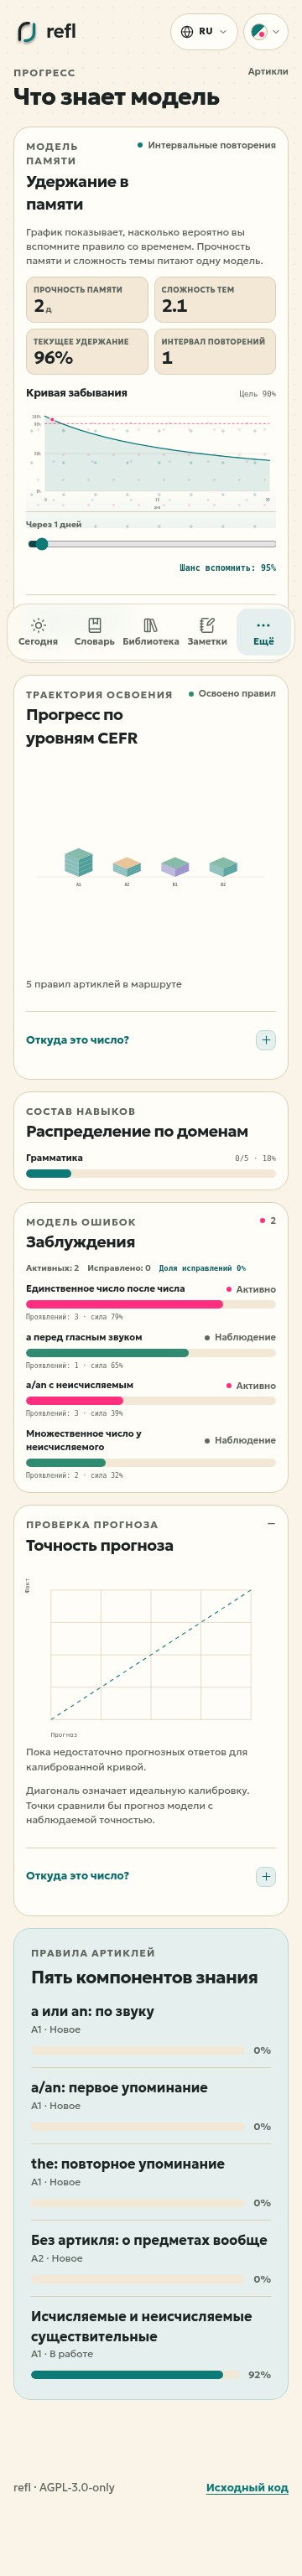 refl
RU
ПРОГРЕСС
Артикли
Что знает модель
МОДЕЛЬ
ПАМЯТИ
Интервальные повторения
Удержание в
памяти
График показывает, насколько вероятно вы
вспомните правило со временем. Прочность
памяти и сложность темы питают одну модель.
ПРОЧНОСТЬ ПАМЯТИ
2 д
СЛОЖНОСТЬ ТЕМ
2.1
ТЕКУЩЕЕ УДЕРЖАНИЕ
96%
ИНТЕРВАЛ ПОВТОРЕНИЙ
1
Кривая забывания
Цель 90%
Через 1 дней
Шанс вспомнить: 95%
Сегодня
Словарь
Библиотека
Заметки
Ещё
ТРАЕКТОРИЯ ОСВОЕНИЯ
Освоено правил
Прогресс по
уровням CEFR
A1
A2
B1
B2
5 правил артиклей в маршруте
Откуда это число?
СОСТАВ НАВЫКОВ
Распределение по доменам
Грамматика
0/5 · 18%
МОДЕЛЬ ОШИБОК
2
Заблуждения
Активных: 2 Исправлено: 0 Доля исправлений 0%
Единственное число после числа
Активно
Проявлений: 3 · сила 79%
a перед гласным звуком
Наблюдение
Проявлений: 1 · сила 65%
a/an с неисчисляемым
Активно
Проявлений: 3 · сила 39%
Множественное число у
неисчисляемого
Наблюдение
Проявлений: 2 · сила 32%
ПРОВЕРКА ПРОГНОЗА
—
Точность прогноза
Факт
Прогноз
Пока недостаточно прогнозных ответов для
калиброванной кривой.
Диагональ означает идеальную калибровку.
Точки сравнили бы прогноз модели с
наблюдаемой точностью.
Откуда это число?
ПРАВИЛА АРТИКЛЕЙ
Пять компонентов знания
a или an: по звуку
A1 · Новое
0%
a/an: первое упоминание
A1 · Новое
0%
the: повторное упоминание
A1 · Новое
0%
Без артикля: о предметах вообще
A2 · Новое
0%
Исчисляемые и неисчисляемые
существительные
A1 · В работе
92%
refl · AGPL-3.0-only
Исходный код